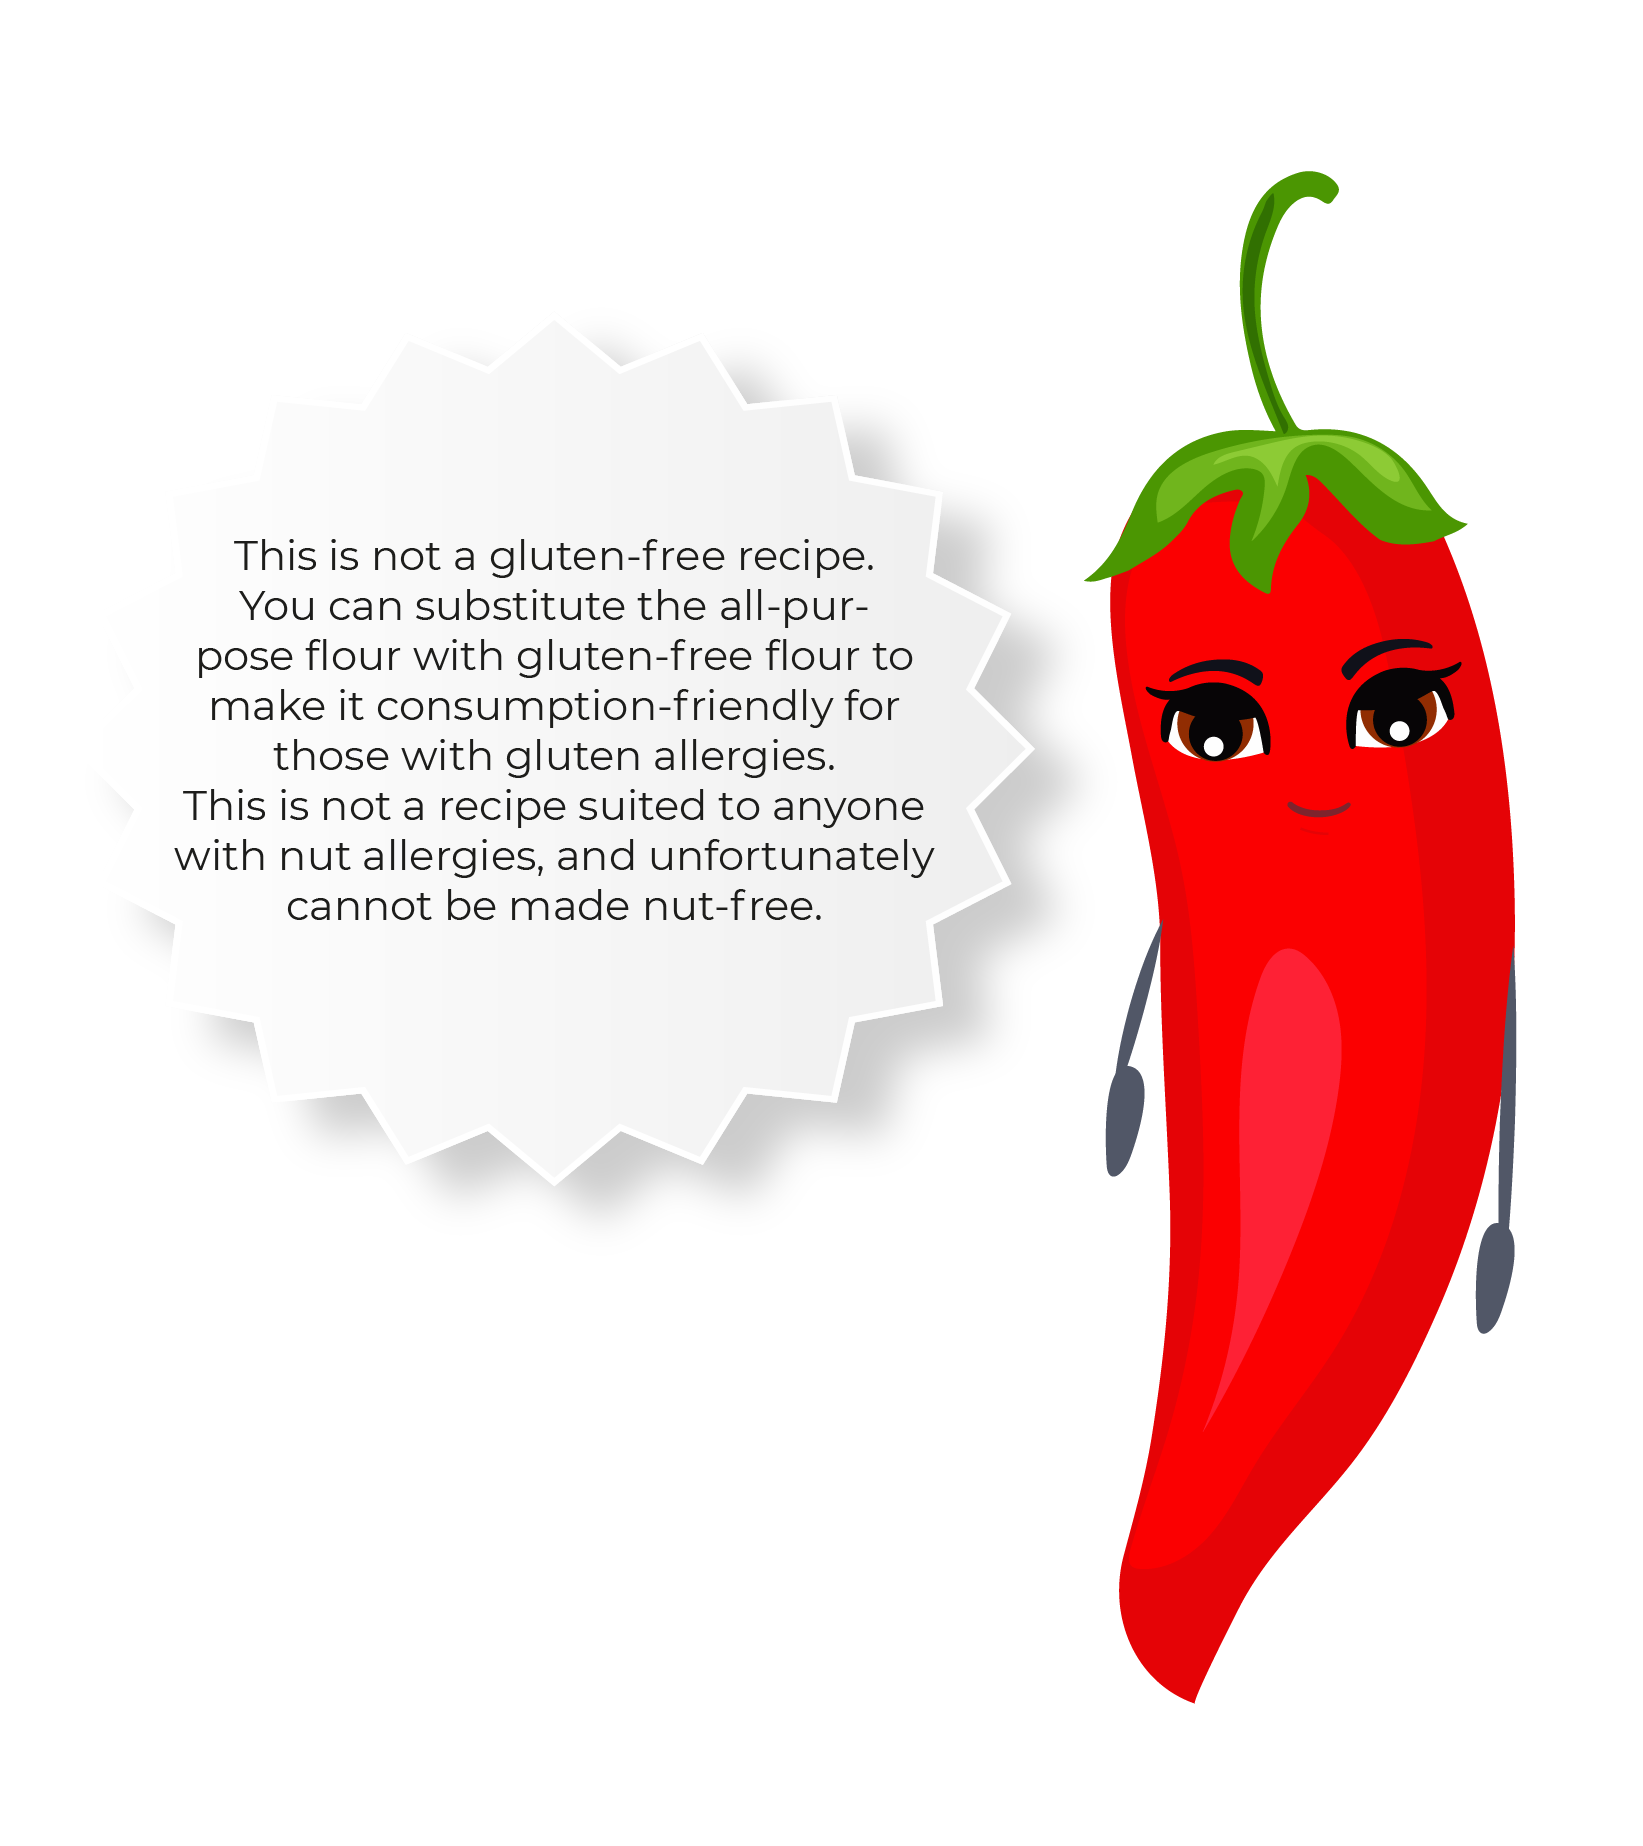 This is not a gluten-free recipe.
You can substitute the all-pur-
pose flour with gluten-free flour to
make it consumption-friendly for
those with gluten allergies.
This is not a recipe suited to anyone
with nut allergies, and unfortunately
cannot be made nut-free.